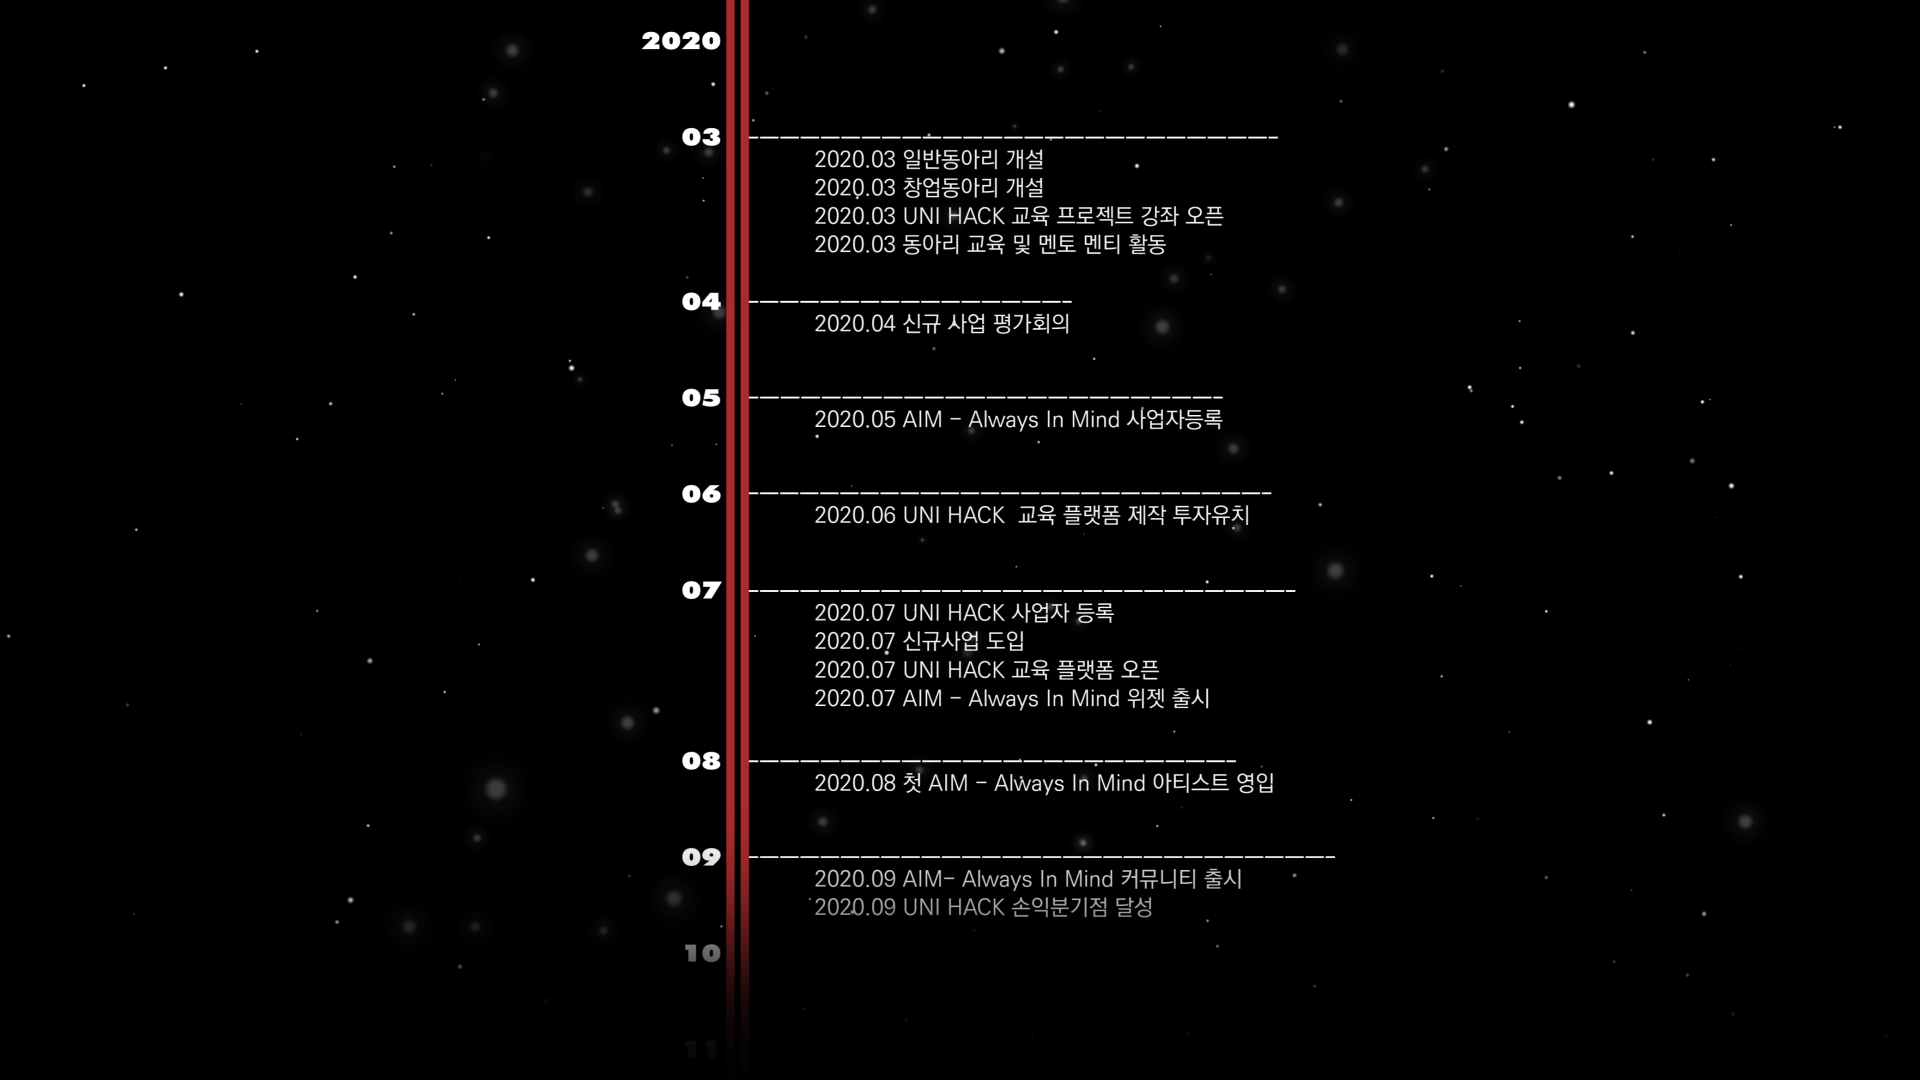 2020
03
2020.03 일반동아리 개설
2020.03 창업동아리 개설
2020.03 UNI HACK 교육 프로젝트 강좌 오픈
2020.03 동아리 교육 및 멘토 멘티 활동
04
2020.04 신규 사업 평가회의
05
2020.05 AIM - Always In Mind 사업자등록
06
2020.06 UNI HACK 교육 플랫폼 제작 투자유치
07
2020.07 UNI HACK 사업자 등록
2020.07 신규사업 도입
2020.07 UNI HACK 교육 플랫폼 오픈
2020.07 AIM - Always In Mind 위젯 출시
08
2020.08 첫 AIM - Always In Mind 아티스트 영입
09
2020.09 AIM- Always In Mind 커뮤니티 출시
2020.09 UNI HACK 손익분기점 달성
10
11